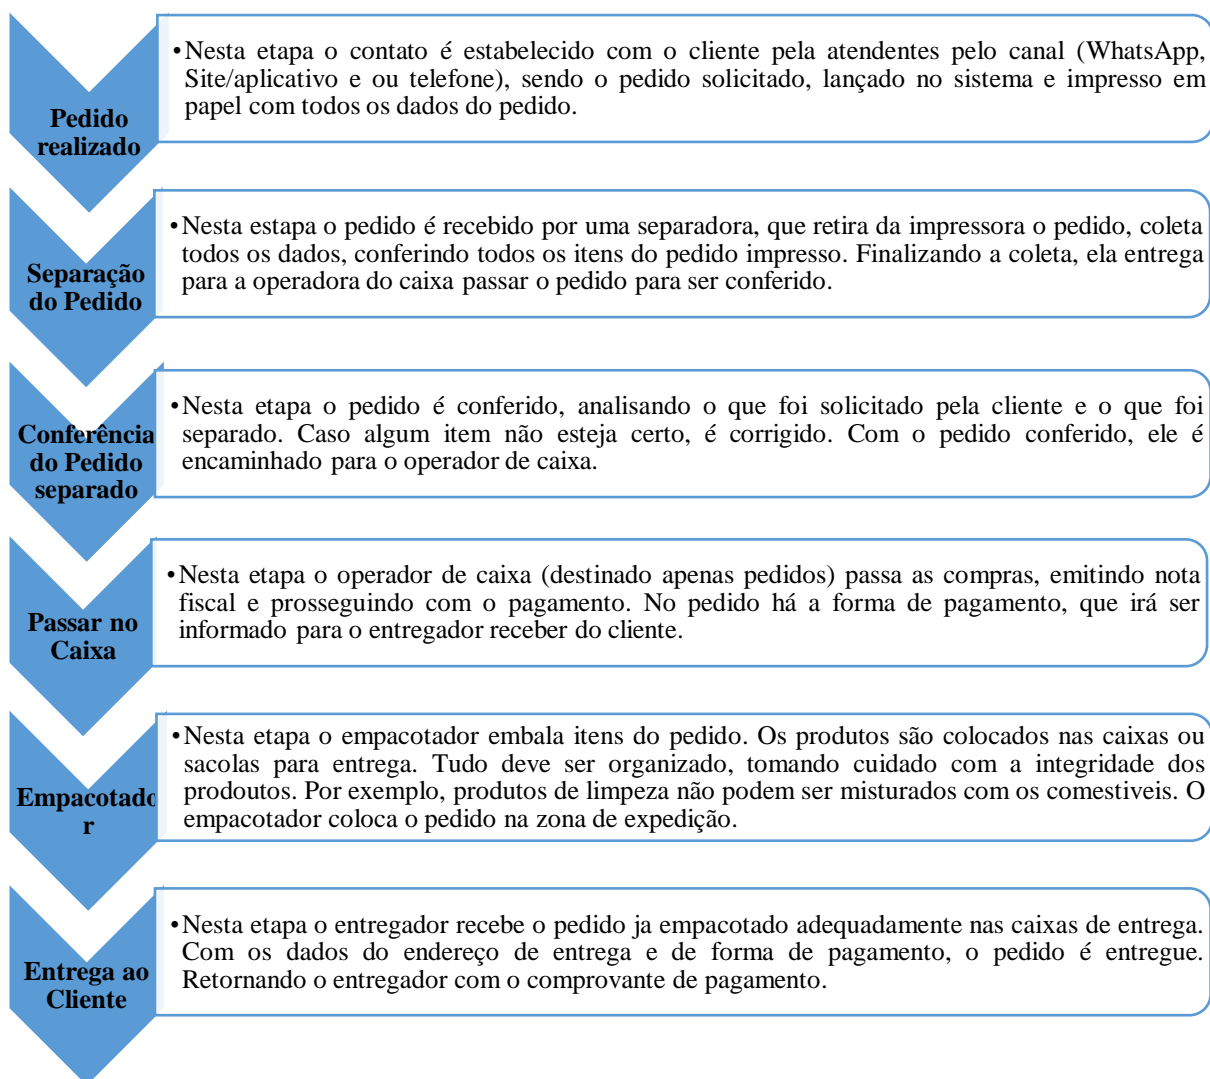 Pedido
realizado
•Nesta etapa o contato é estabelecido com o cliente pela atendentes pelo canal (WhatsApp,
Site/aplicativo e ou telefone), sendo o pedido solicitado, lançado no sistema e impresso em
papel com todos os dados do pedido.
Separação
do Pedido
•Nesta estapa o pedido é recebido por uma separadora, que retira da impressora o pedido, coleta
todos os dados, conferindo todos os itens do pedido impresso. Finalizando a coleta, ela entrega
para a operadora do caixa passar o pedido para ser conferido.
Conferência
do Pedido
separado
•Nesta etapa o pedido é conferido, analisando o que foi solicitado pela cliente e o que foi
separado. Caso algum item não esteja certo, é corrigido. Com o pedido conferido, ele é
encaminhado para o operador de caixa.
Passar no
Caixa
•Nesta etapa o operador de caixa (destinado apenas pedidos) passa as compras, emitindo nota
fiscal e prosseguindo com o pagamento. No pedido há a forma de pagamento, que irá ser
informado para o entregador receber do cliente.
Empacotado
r
•Nesta etapa o empacotador embala itens do pedido. Os produtos são colocados nas caixas ou
sacolas para entrega. Tudo deve ser organizado, tomando cuidado com a integridade dos
prodoutos. Por exemplo, produtos de limpeza não podem ser misturados com os comestiveis. O
empacotador coloca o pedido na zona de expedição.
Entrega ao
Cliente
•Nesta etapa o entregador recebe o pedido ja empacotado adequadamente nas caixas de entrega.
Com os dados do endereço de entrega e de forma de pagamento, o pedido é entregue.
Retornando o entregador com o comprovante de pagamento.